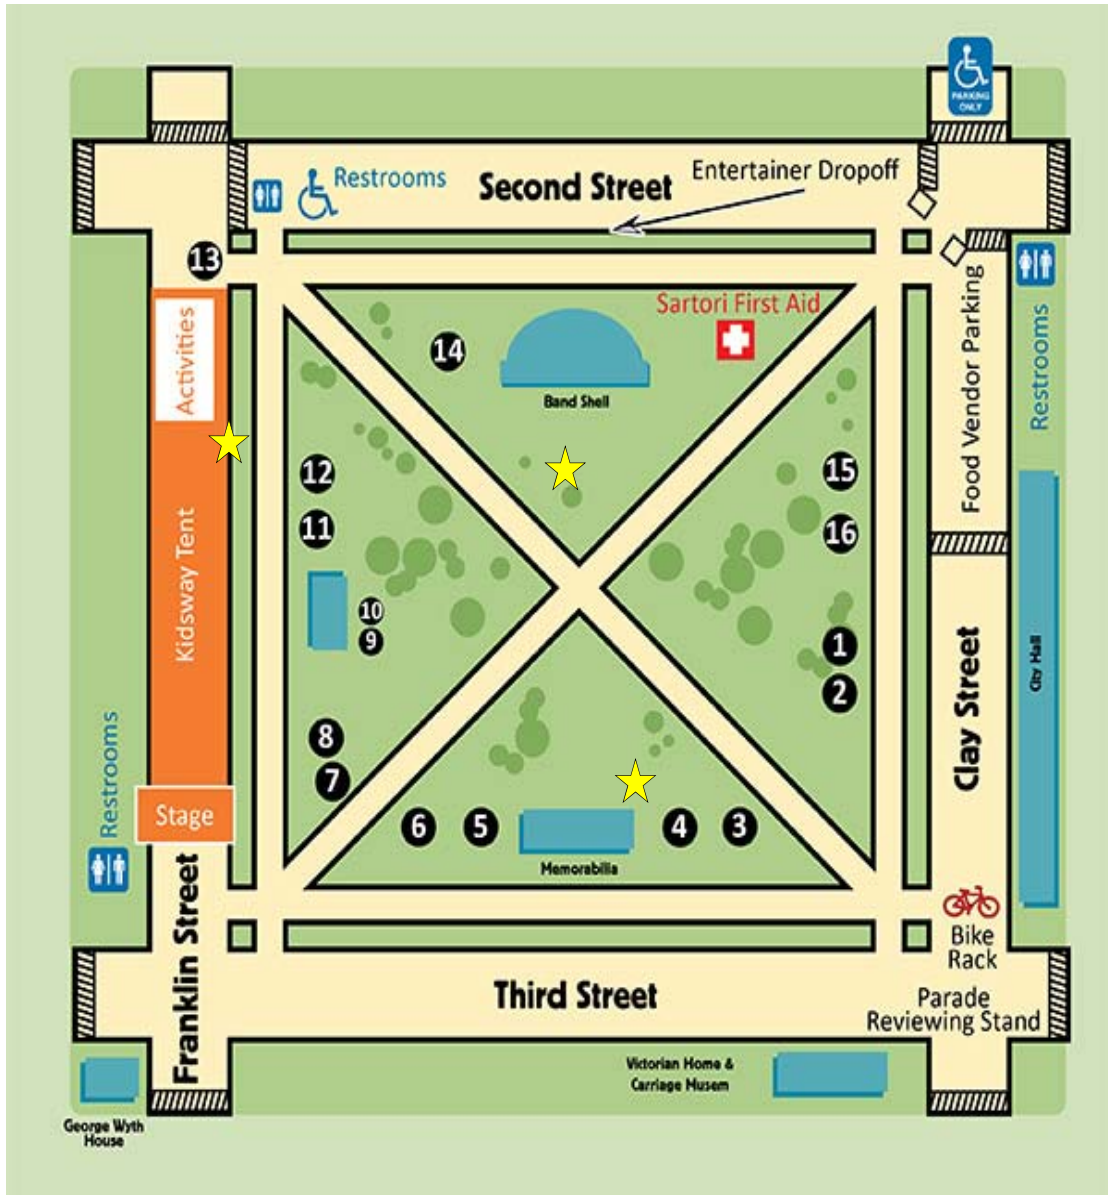 PARKING
ONLY
Restrooms
Second Street
Entertainer Dropoff
13
Activities
Sartori First Aid
14
Band Shell
Food Vendor Parking
Restrooms
12
15
11
16
Kidsway Tent
10
9
1
2
City Hall
Clay Street
8
7
Restrooms
Stage
6
5
4
3
Memorabilia
Franklin Street
Bike
Rack
Third Street
Parade
Reviewing Stand
Victorian Home &
Carriage Musem
George Wyth
House